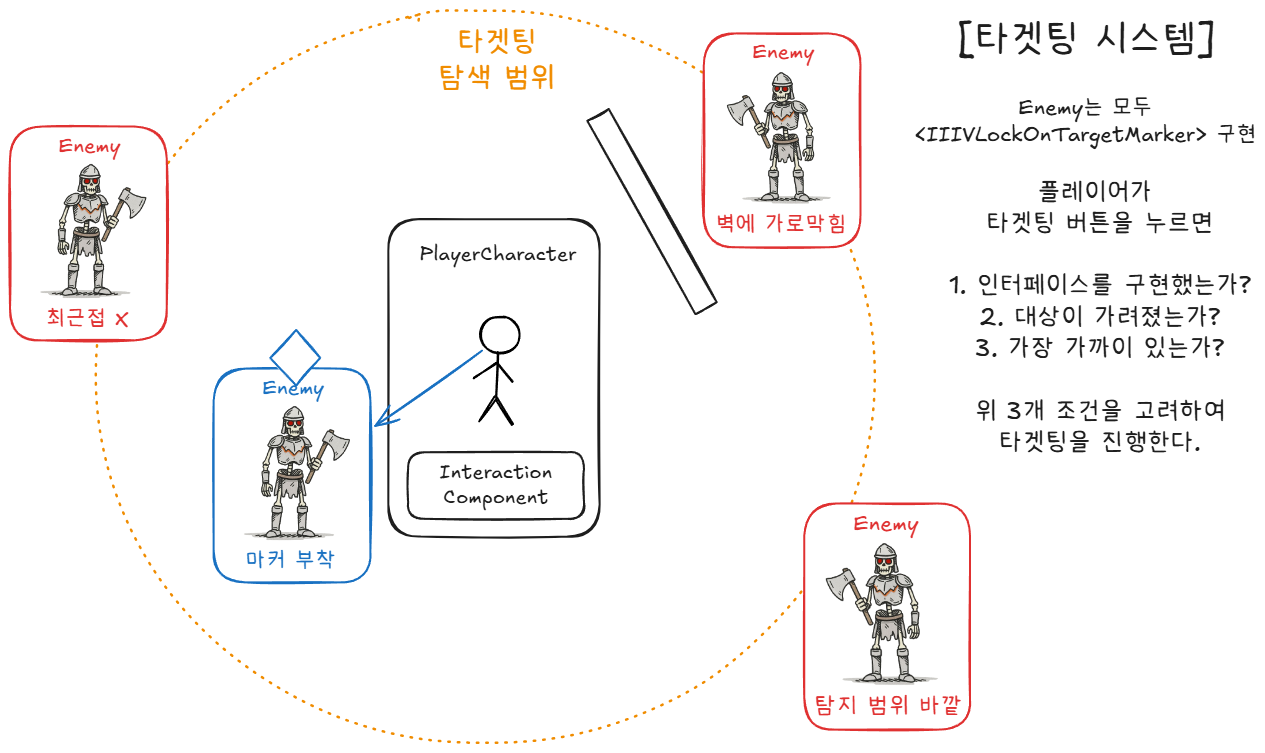 타겟팅
탐색 범위
[타겟팅 시스템]
Enemy는 모두
<IIIVLockOnTargetMarker> 구현
플레이어가
타겟팅 버튼을 누르면
1. 인터페이스를 구현했는가?
2. 대상이 가려졌는가?
3. 가장 가까이 있는가?
위 3개 조건을 고려하여
타겟팅을 진행한다.
Enemy
벽에 가로막힘
Enemy
최근접 X
PlayerCharacter
Interaction
Component
Enemy
마커 부착
Enemy
탐지 범위 바깥